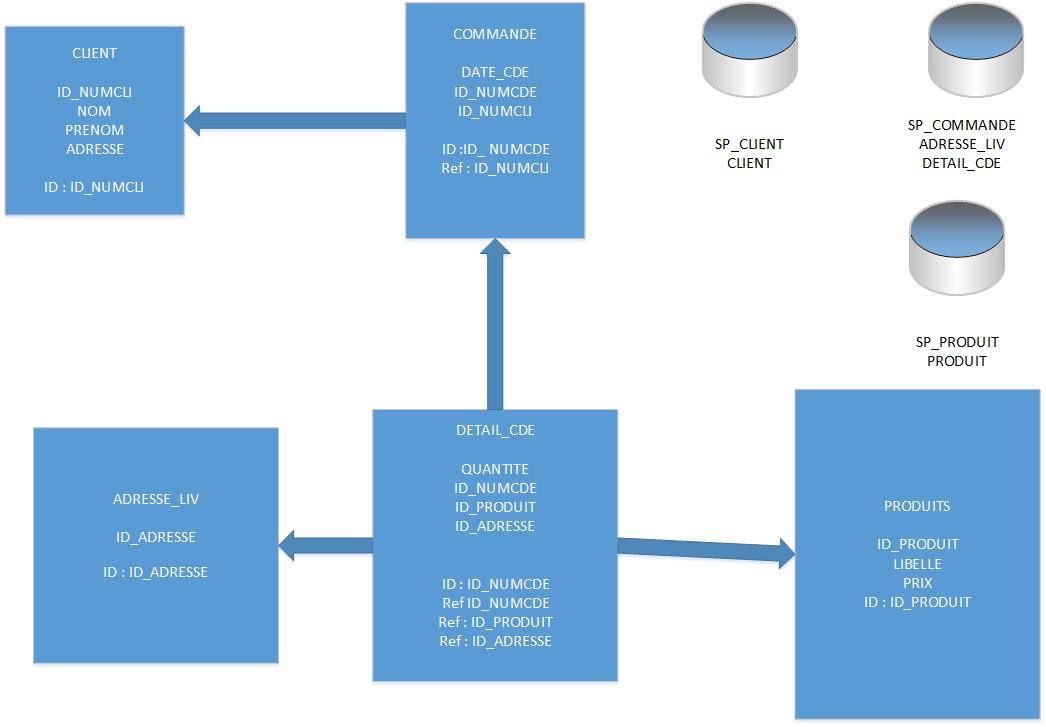 CLIENT
ID_NUMCLI
NOM
PRENOM
ADRESSE
ID : ID_NUMCLI
COMMANDE
DATE_CDE
ID_NUMCDE
ID_NUMCLI
ID :ID_ NUMCDE
Ref : ID_NUMCLI
SP_CLIENT
CLIENT
SP_COMMANDE
ADRESSE_LIV
DETAIL_CDE
SP_PRODUIT
PRODUIT
ADRESSE_LIV
ID_ADRESSE
ID : ID_ADRESSE
DETAIL_CDE
QUANTITE
ID_NUMCDE
ID_PRODUIT
ID_ADRESSE
ID : ID_NUMCDE
Ref ID_NUMCDE
Ref : ID_PRODUIT
Ref : ID_ADRESSE
PRODUITS
ID_PRODUIT
LIBELLE
PRIX
ID : ID_PRODUIT